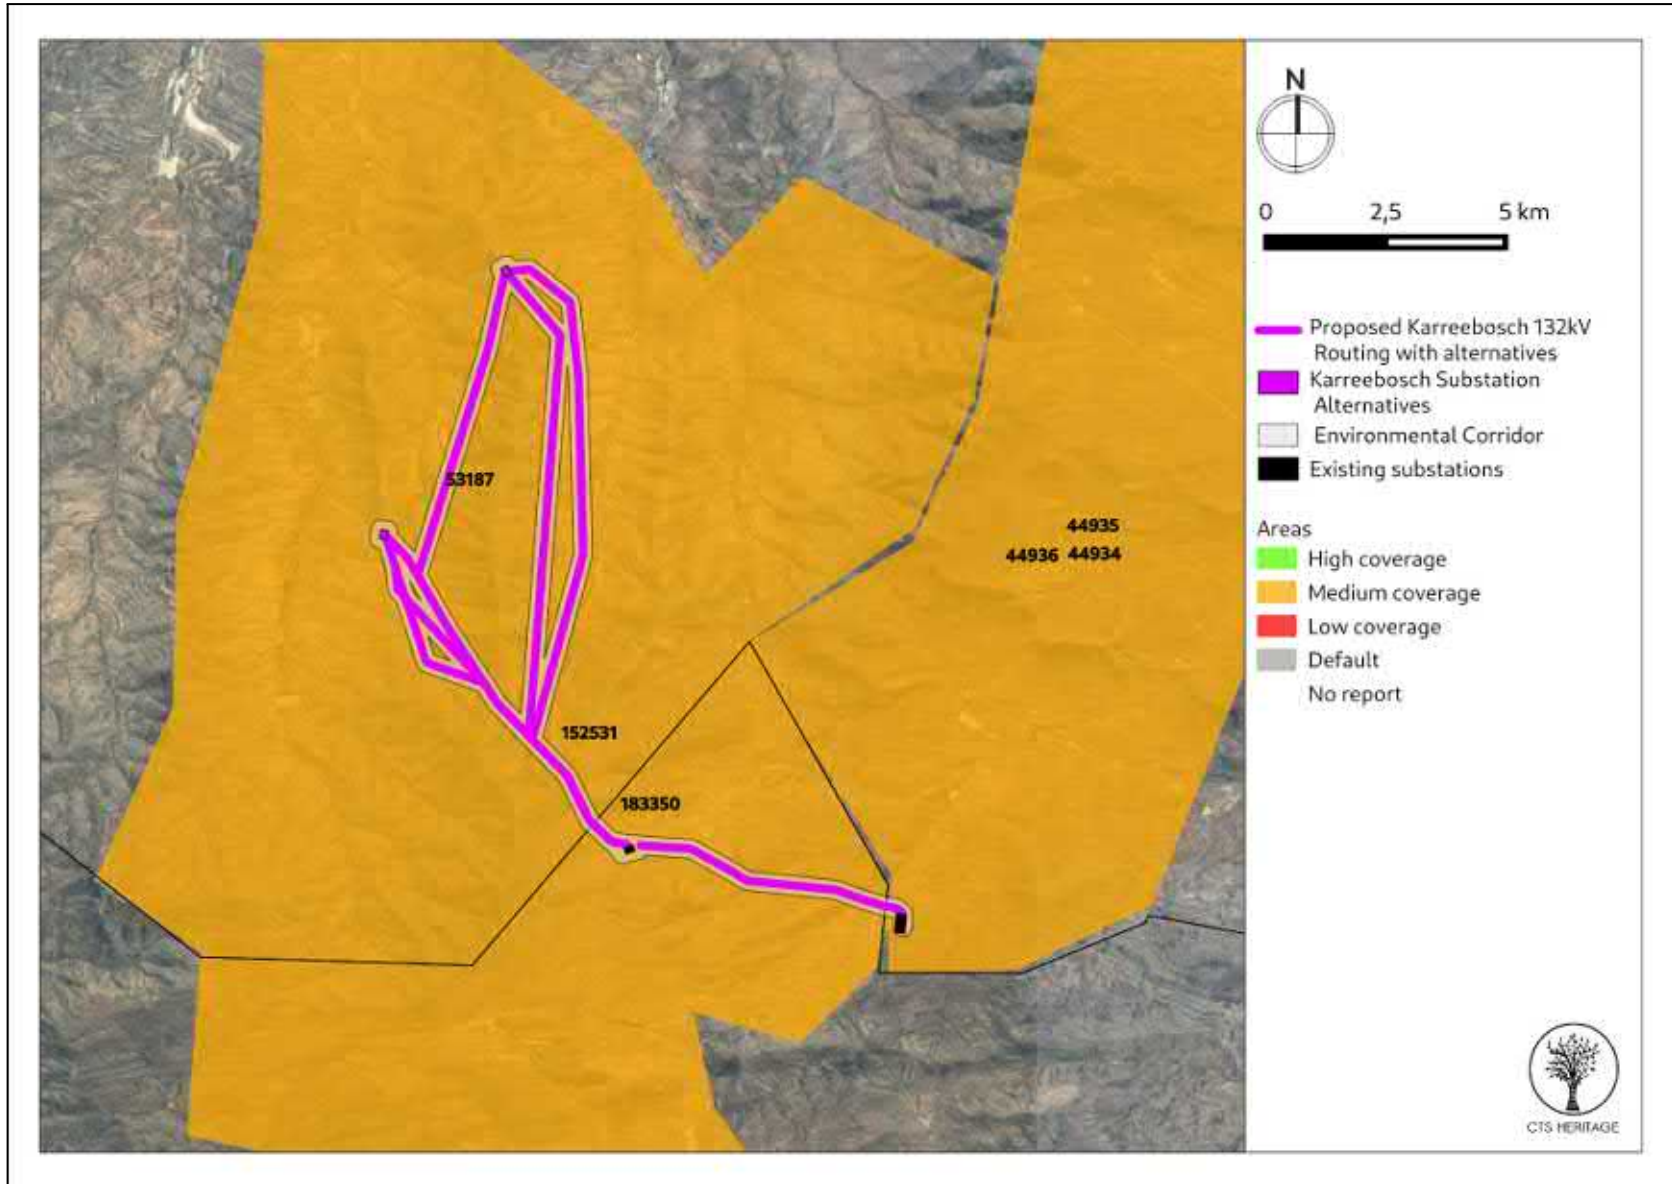 N
0 2,5 5 km
Proposed Karreebosch 132kV
Routing with alternatives
Karreebosch Substation
Alternatives
Environmental Corridor
Existing substations
Areas
High coverage
Medium coverage
Low coverage
Default
No report
53187
44935
44936 44934
152531
183350
CTS HERITAGE